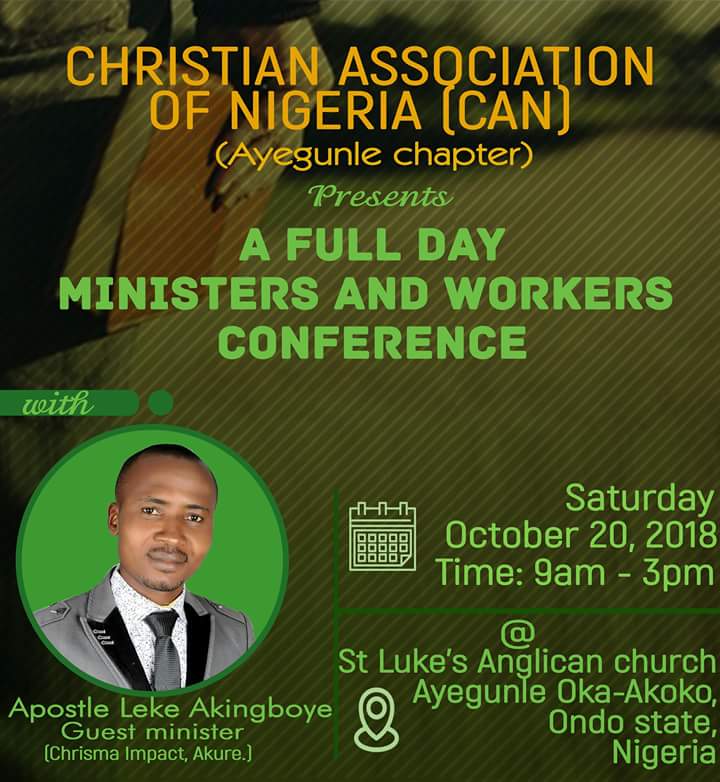 CHRISTIAN ASSOCIATION
OF NIGERIA (CAN)
(Ayegunle chapter)
Presents
A FULL DAY
MINISTERS AND WORKERS
CONFERENCE
with
Apostle Leke Akingboye
Guest minister
(Chrisma Impact, Akure.)
Saturday
October 20, 2018
Time: 9am - 3pm
@
St Luke's Anglican church
Ayegunle Oka-Akoko,
Ondo state,
Nigeria